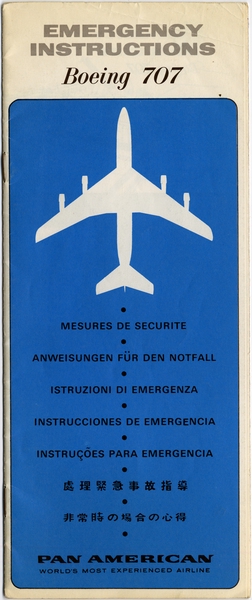 EMERGENCY
INSTRUCTIONS
Boeing 707
MESURES DE SECURITE
ANWEISUNGEN FÜR DEN NOTFALL
ISTRUZIONI DI EMERGENZA
INSTRUCCIONES DE EMERGENCIA
INSTRUÇÕES PARA EMERGENCIA
處理緊急事故指導
非常時の場合の心得
PAN AMERICAN
WORLD'S MOST EXPERIENCED AIRLINE